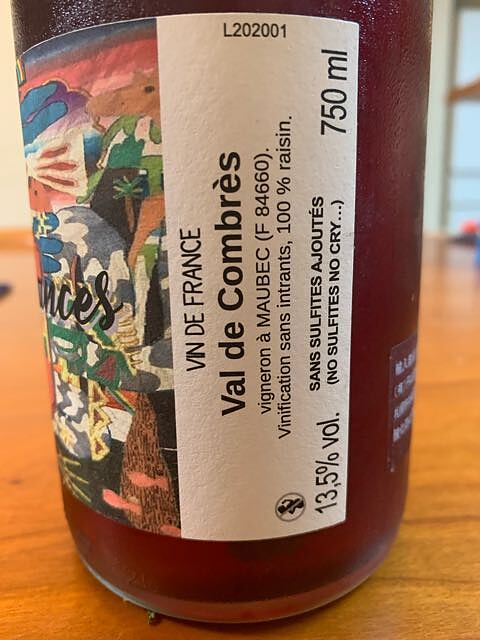 L202001
ances
VIN DE FRANCE
Val de Combrès
vigneron à MAUBEC (F 84660).
Vinification sans intrants, 100 % raisin.
SANS SULFITES AJOUTÉS
(NO SULFITES NO CRY...)
13,5% vol.
750 ml